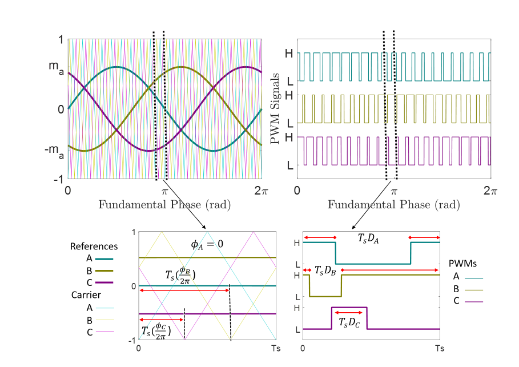 1
m_a
0
-m_a
-1
0
π
2π
Fundamental Phase (rad)
PWM Signals
H
L
H
L
H
L
0
π
2π
Fundamental Phase (rad)
References
A
B
C
Carrier
A
B
C
1
0
-1
ϕ_A = 0
T_s(ϕ_B/2π)
T_s(ϕ_C/2π)
0
Ts
H
L
H
L
H
L
T_sD_A
T_sD_B
T_sD_C
0
Ts
PWMs
A
B
C